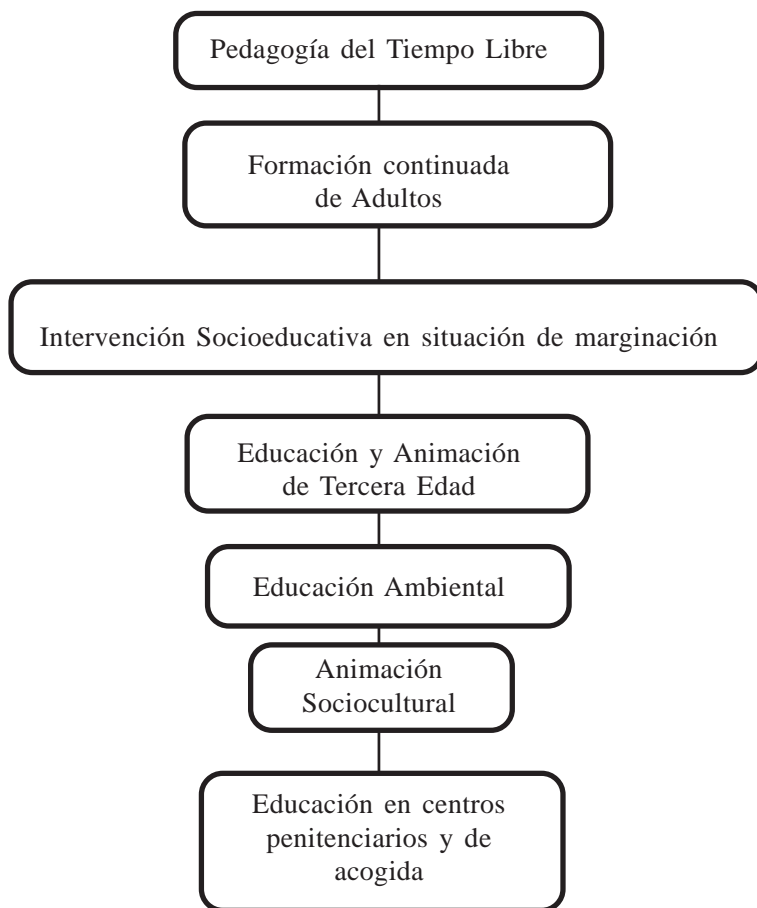 Pedagogía del Tiempo Libre
Formación continuada
de Adultos
Intervención Socioeducativa en situación de marginación
Educación y Animación
de Tercera Edad
Educación Ambiental
Animación
Sociocultural
Educación en centros
penitenciarios y de
acogida